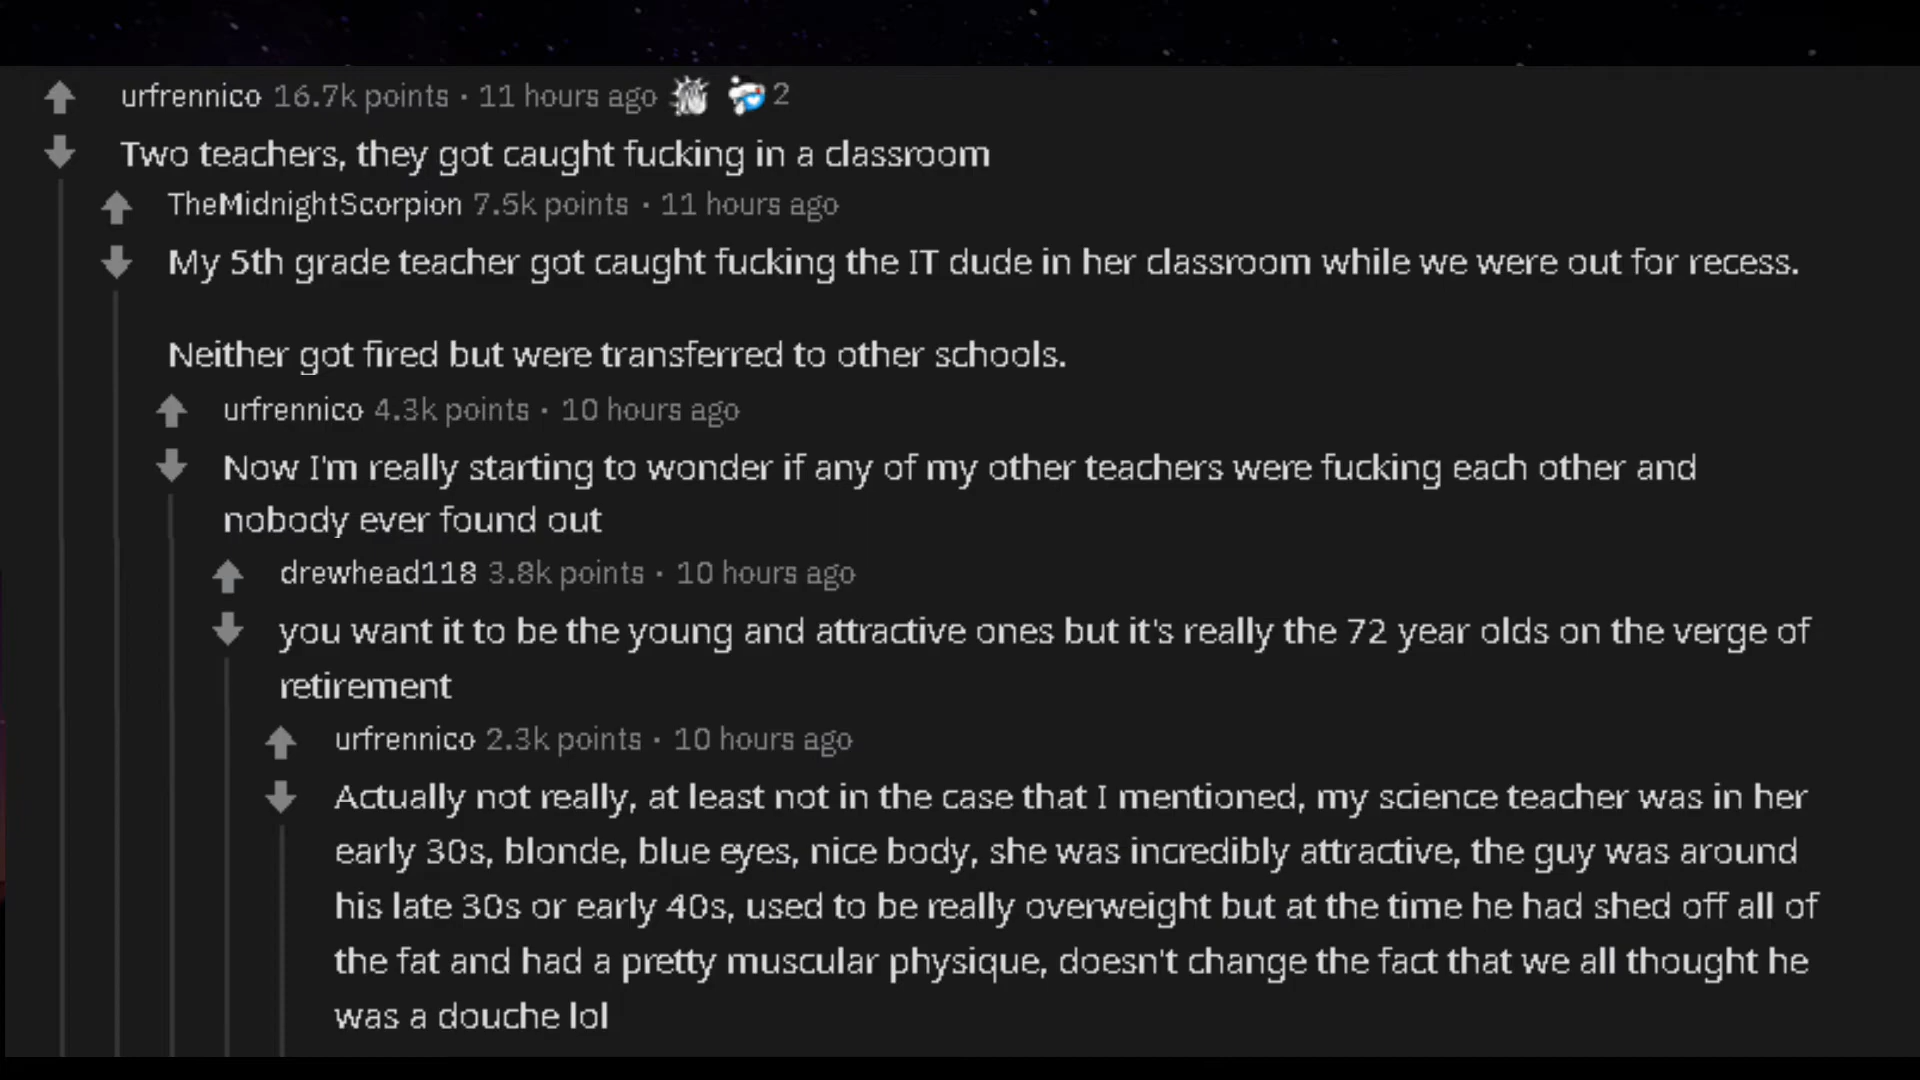 urfrennico 16.7k points · 11 hours ago 2
Two teachers, they got caught fucking in a classroom
TheMidnightScorpion 7.5k points · 11 hours ago
My 5th grade teacher got caught fucking the IT dude in her classroom while we were out for recess.
Neither got fired but were transferred to other schools.
urfrennico 4.3k points · 10 hours ago
Now I'm really starting to wonder if any of my other teachers were fucking each other and
nobody ever found out
drewhead118 3.8k points · 10 hours ago
you want it to be the young and attractive ones but it's really the 72 year olds on the verge of
retirement
urfrennico 2.3k points · 10 hours ago
Actually not really, at least not in the case that I mentioned, my science teacher was in her
early 30s, blonde, blue eyes, nice body, she was incredibly attractive, the guy was around
his late 30s or early 40s, used to be really overweight but at the time he had shed off all of
the fat and had a pretty muscular physique, doesn't change the fact that we all thought he
was a douche lol